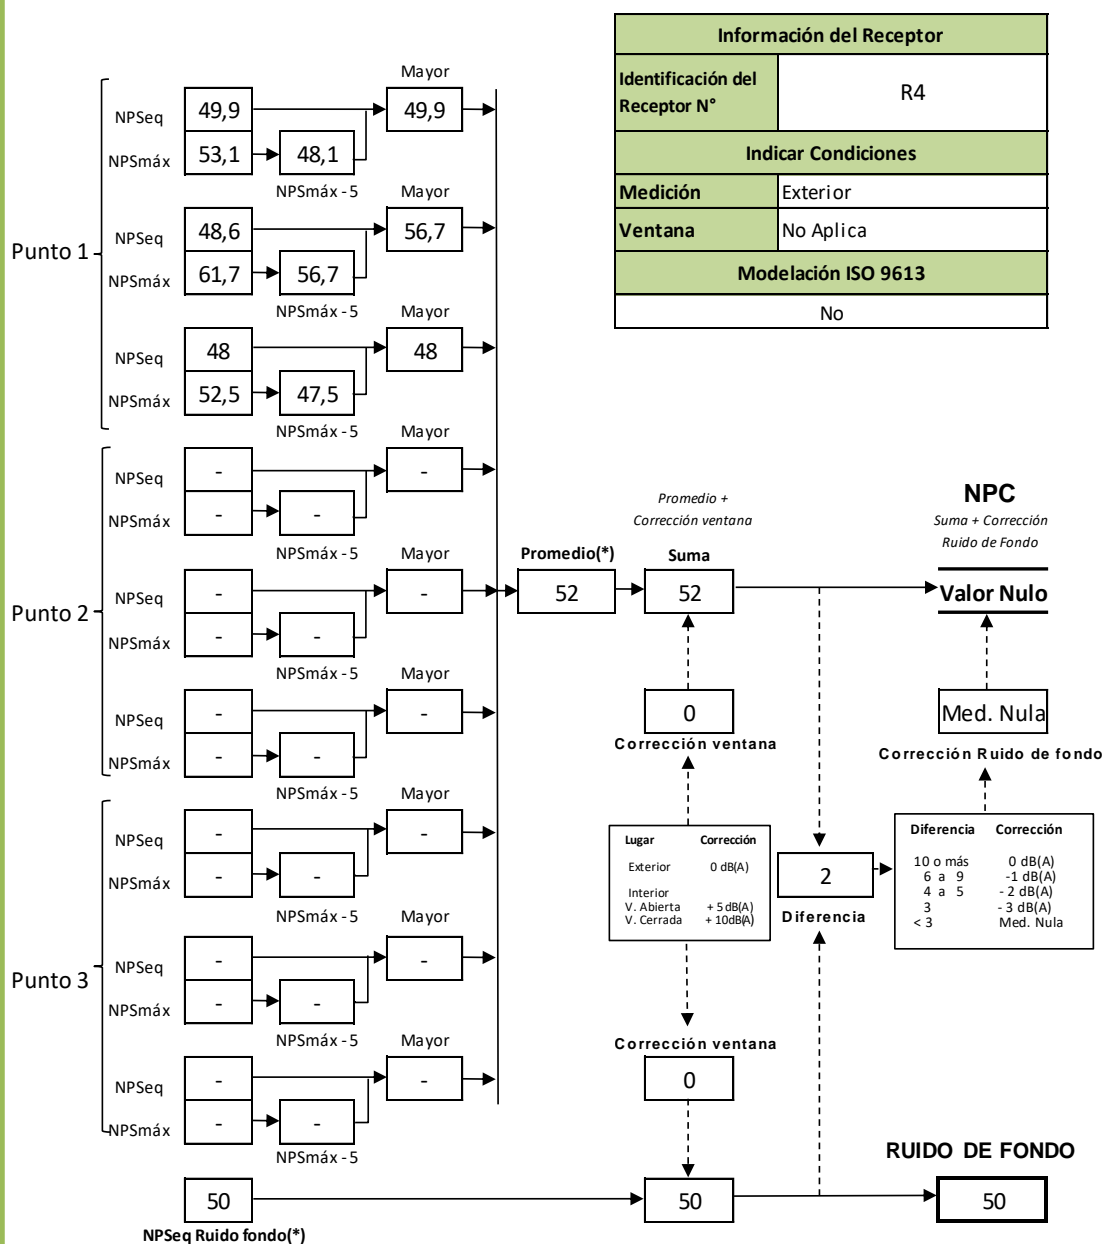 Información del Receptor
Identificación del Receptor N°
R4
Indicar Condiciones
Medición Exterior
Ventana No Aplica
Modelación ISO 9613
No
Punto 1
Mayor
NPSeq 49,9 49,9
NPSmáx 53,1 48,1
NPSmáx - 5 Mayor
NPSeq 48,6 56,7
NPSmáx 61,7 56,7
NPSmáx - 5 Mayor
NPSeq 48 48
NPSmáx 52,5 47,5
NPSmáx - 5 Mayor
Punto 2
NPSeq - -
NPSmáx - -
NPSmáx - 5 Mayor
NPSeq - -
NPSmáx - -
NPSmáx - 5 Mayor
NPSeq - -
NPSmáx - -
NPSmáx - 5 Mayor
Punto 3
NPSeq - -
NPSmáx - -
NPSmáx - 5 Mayor
NPSeq - -
NPSmáx - -
NPSmáx - 5 Mayor
NPSeq - -
NPSmáx - -
NPSmáx - 5
50
NPSeq Ruido fondo(*)
Promedio(*)
52
Promedio +
Corrección ventana
Suma
52
0
Corrección ventana
Lugar Corrección
Exterior 0 dB(A)
Interior
V. Abierta + 5 dB(A)
V. Cerrada + 10dB(A)
Corrección ventana
0
50
2
Diferencia
NPC
Suma + Corrección
Ruido de Fondo
Valor Nulo
Med. Nula
Corrección Ruido de fondo
Diferencia Corrección
10 o más 0 dB(A)
6 a 9 -1 dB(A)
4 a 5 - 2 dB(A)
3 - 3 dB(A)
< 3 Med. Nula
RUIDO DE FONDO
50